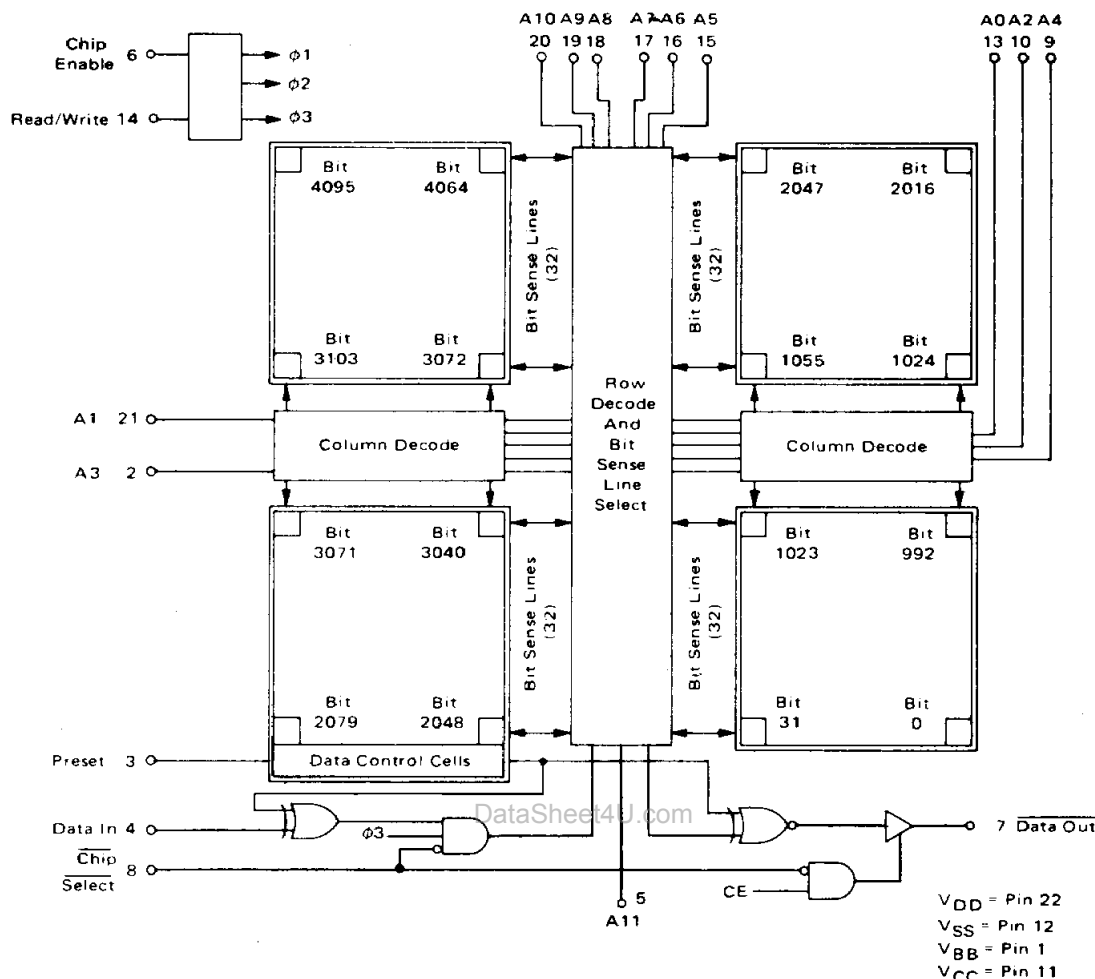 A10 A9 A8 A7 A6 A5 A0 A2 A4
20 19 18 17 16 15 13 10 9
Chip
Enable 6
Read/Write 14
φ1
φ2
φ3
Bit
4095
Bit
4064
Bit
3103
Bit
3072
Bit Sense Lines
(32)
Bit Sense Lines
(32)
Bit
2047
Bit
2016
Bit
1055
Bit
1024
Row
Decode
And
Bit
Sense
Line
Select
A1 21
A3 2
Column Decode
Column Decode
Bit
3071
Bit
3040
Bit
2079
Bit
2048
Bit Sense Lines
(32)
Bit Sense Lines
(32)
Bit
1023
Bit
992
Bit
31
Bit
0
Preset 3
Data Control Cells
Data In 4
DataSheet4U.com
φ3
7 Data Out
Chip
Select 8
CE
5
A11
VDD = Pin 22
VSS = Pin 12
VBB = Pin 1
VCC = Pin 11